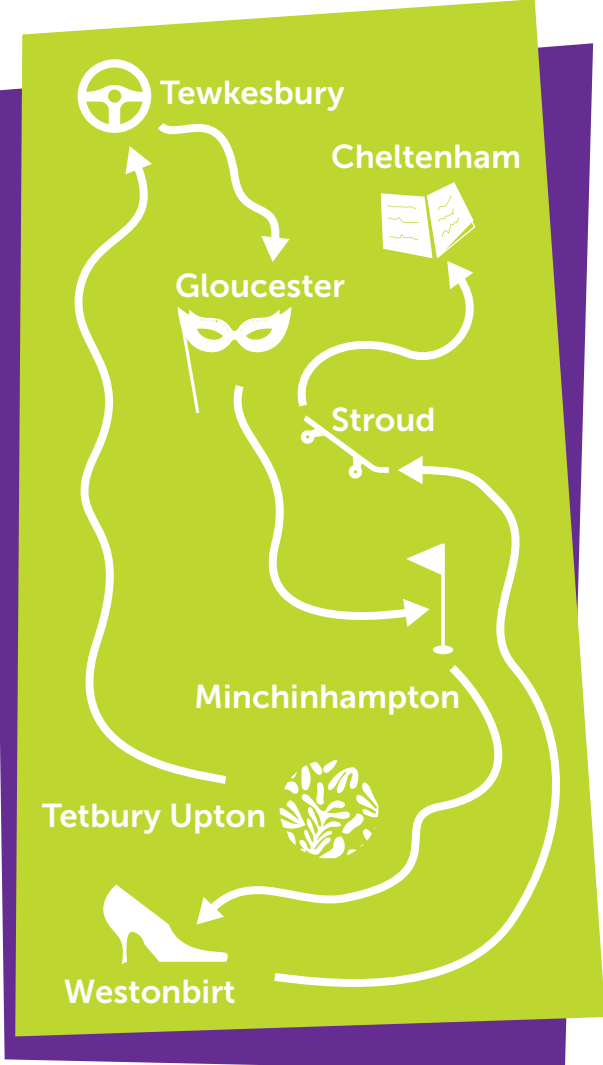 Tewkesbury
Cheltenham
Gloucester
Stroud
Minchinhampton
Tetbury Upton
Westonbirt